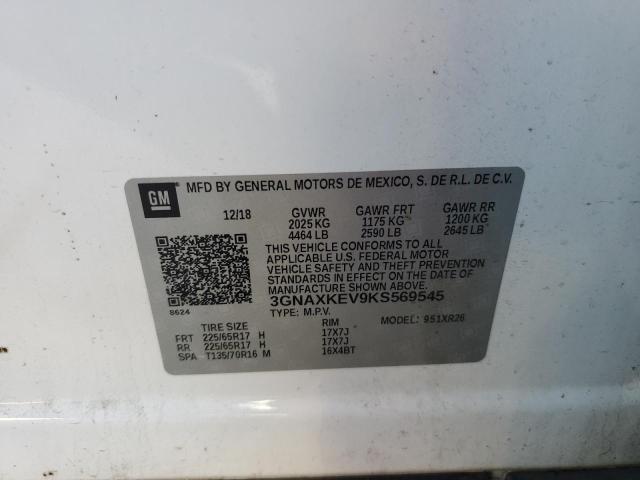 GM
MFD BY GENERAL MOTORS DE MEXICO, S. DE R.L. DE C.V.
12/18 GVWR GAWR FRT GAWR RR
2025 KG 1175 KG 1200 KG
4464 LB 2590 LB 2645 LB
THIS VEHICLE CONFORMS TO ALL
APPLICABLE U.S. FEDERAL MOTOR
VEHICLE SAFETY AND THEFT PREVENTION
STANDARDS IN EFFECT ON THE DATE OF
MANUFACTURE SHOWN ABOVE.
3GNAXKEV9KS569545
8624
TYPE: M.P.V. MODEL: 951XR26
TIRE SIZE RIM
FRT 225/65R17 H 17X7J
RR 225/65R17 H 17X7J
SPA T135/70R16 M 16X4BT